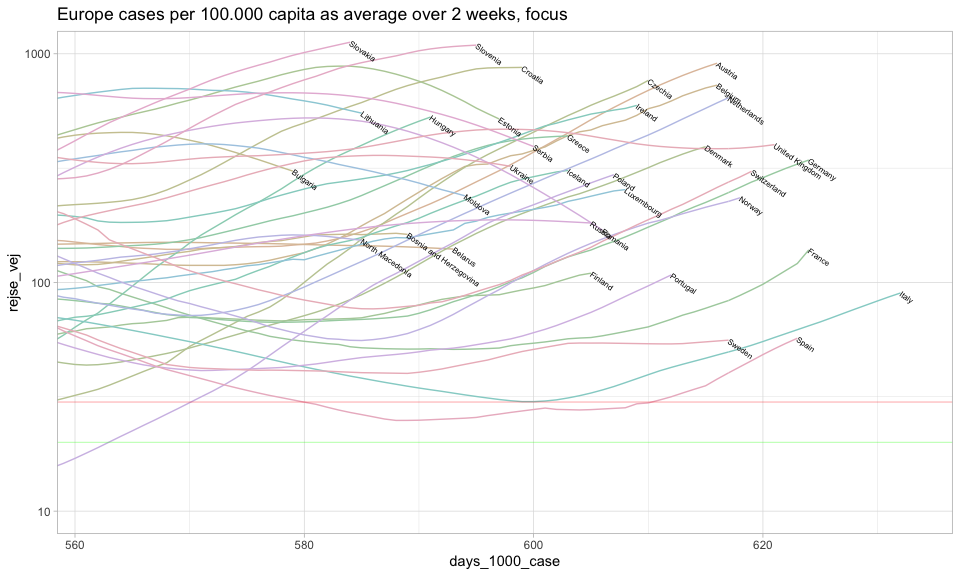 Europe cases per 100.000 capita as average over 2 weeks, focus
rejse_vej
1000
100
10
Slovakia
Slovenia
Croatia
Austria
Czechia
Belgium
Netherlands
Ireland
Lithuania
Hungary
Estonia
Greece
Serbia
Denmark
United Kingdom
Germany
Bulgaria
Ukraine
Iceland
Poland
Switzerland
Luxembourg
Moldova
Norway
Russia
Romania
North Macedonia
Bosnia and Herzegovina
Belarus
France
Finland
Portugal
Italy
Sweden
Spain
560
580
600
620
days_1000_case